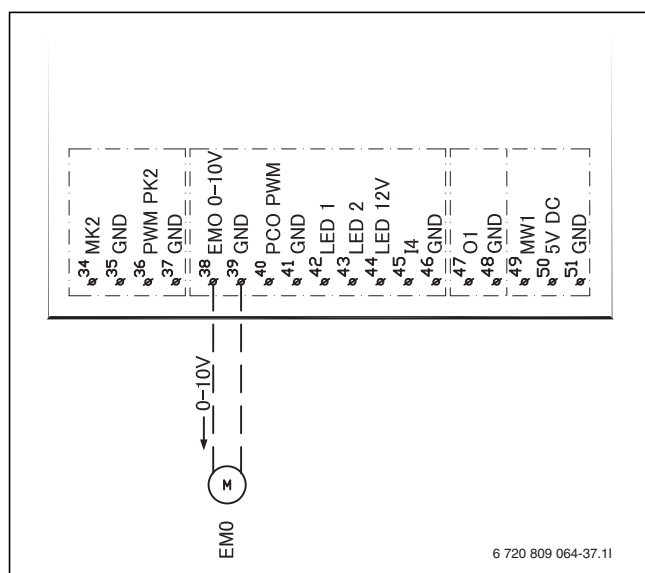 34 MK2
35 GND
36 PWM PK2
37 GND
38 EMO 0-10V
39 GND
40 PCO PWM
41 GND
42 LED 1
43 LED 2
44 LED 12V
45 I4
46 GND
47 O1
48 GND
49 MW1
50 5V DC
51 GND
0-10V
M
EM0
6 720 809 064-37.1I